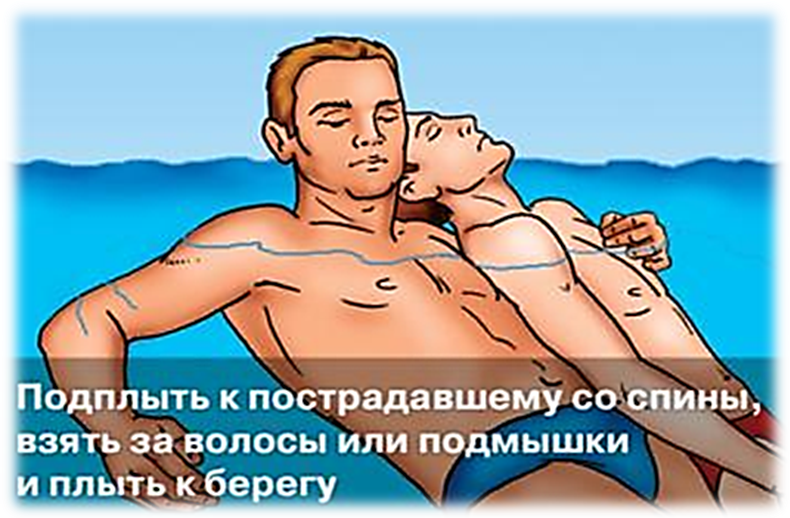 Подплыть к пострадавшему со спины,
взять за волосы или подмышки
и плыть к берегу